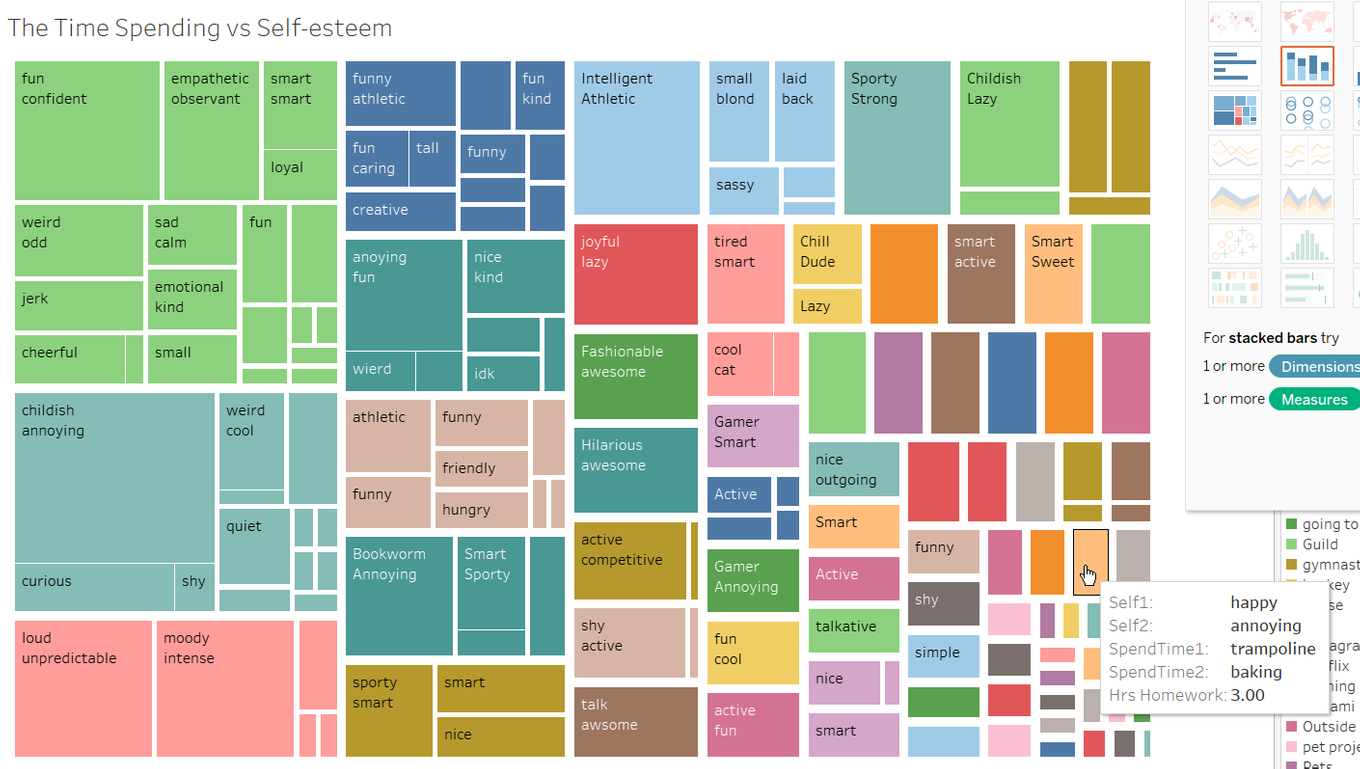 The Time Spending vs Self-esteem
fun
confident
empathetic
observant
smart
smart
loyal
weird
odd
sad
calm
fun
jerk
emotional
kind
cheerful
small
childish
annoying
weird
cool
quiet
curious
shy
loud
unpredictable
moody
intense
funny
athletic
fun
kind
fun
caring
tall
funny
creative
anoying
fun
nice
kind
wierd
idk
athletic
funny
friendly
funny
hungry
Bookworm
Annoying
Smart
Sporty
sporty
smart
smart
nice
Intelligent
Athletic
small
blond
laid
back
sassy
Sporty
Strong
Childish
Lazy
joyful
lazy
tired
smart
Chill
Dude
Lazy
smart
active
Smart
Sweet
Fashionable
awesome
cool
cat
Hilarious
awesome
Gamer
Smart
Active
active
competitive
Gamer
Annoying
shy
active
fun
cool
talk
awsome
active
fun
nice
outgoing
Smart
Active
talkative
nice
smart
funny
shy
simple
Self1: happy
Self2: annoying
SpendTime1: trampoline
SpendTime2: baking
Hrs Homework: 3.00
For stacked bars try
1 or more Dimensions
1 or more Measures
going to
Guild
gymnast
Outside
pet proje
Pets